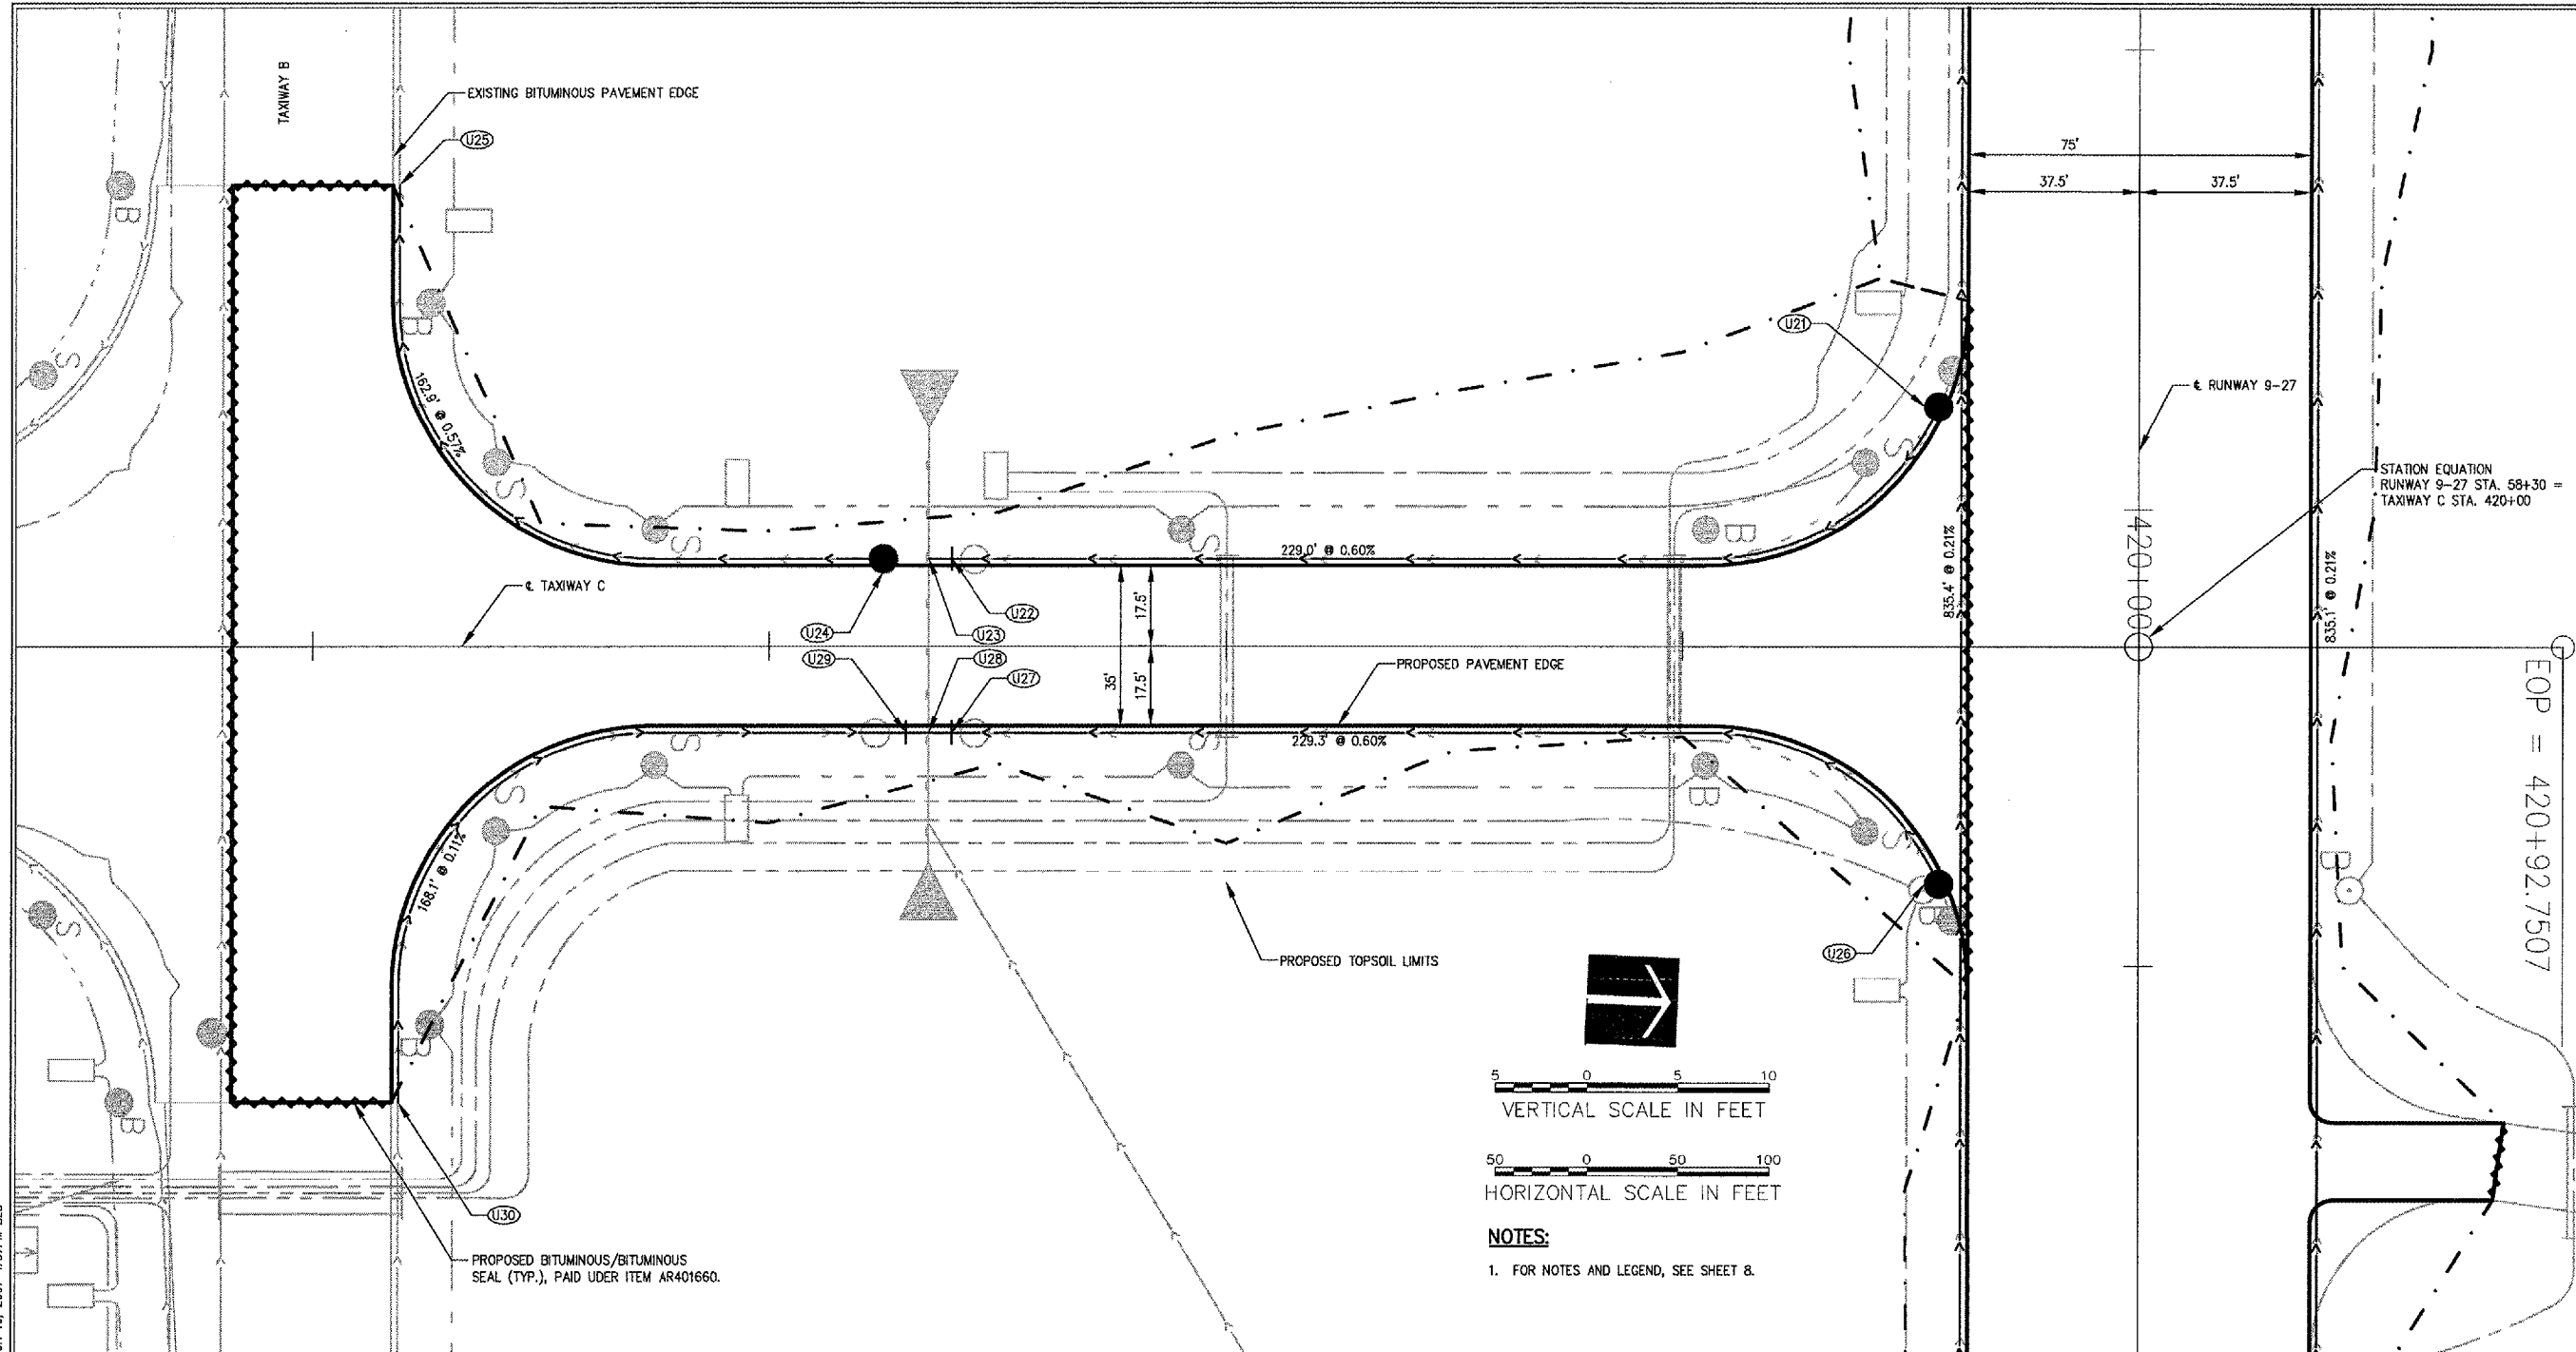 TAXIWAY B
EXISTING BITUMINOUS PAVEMENT EDGE
U25
B
B
S
S
162.9' @ 0.57%
S
S
229.0' @ 0.60%
℄ TAXIWAY C
U24
U22
U23
U29
U28
U27
35'
17.5'
17.5'
PROPOSED PAVEMENT EDGE
229.3' @ 0.60%
U21
S
B
75'
37.5'
37.5'
℄ RUNWAY 9-27
STATION EQUATION
RUNWAY 9-27 STA. 58+30 =
TAXIWAY C STA. 420+00
420+00
835.4' @ 0.21%
835.1' @ 0.21%
EOP = 420+92.7507
S
S
168.1' @ 0.11%
S
B
B
U30
PROPOSED BITUMINOUS/BITUMINOUS
SEAL (TYP.), PAID UDER ITEM AR401660.
PROPOSED TOPSOIL LIMITS
B
S
B
U26
B
5 0 5 10
VERTICAL SCALE IN FEET
50 0 50 100
HORIZONTAL SCALE IN FEET
NOTES:
1. FOR NOTES AND LEGEND, SEE SHEET 8.